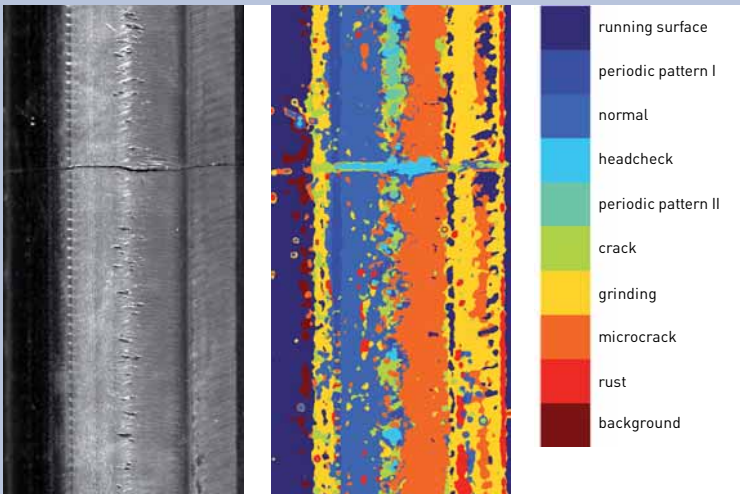 running surface
periodic pattern I
normal
headcheck
periodic pattern II
crack
grinding
microcrack
rust
background